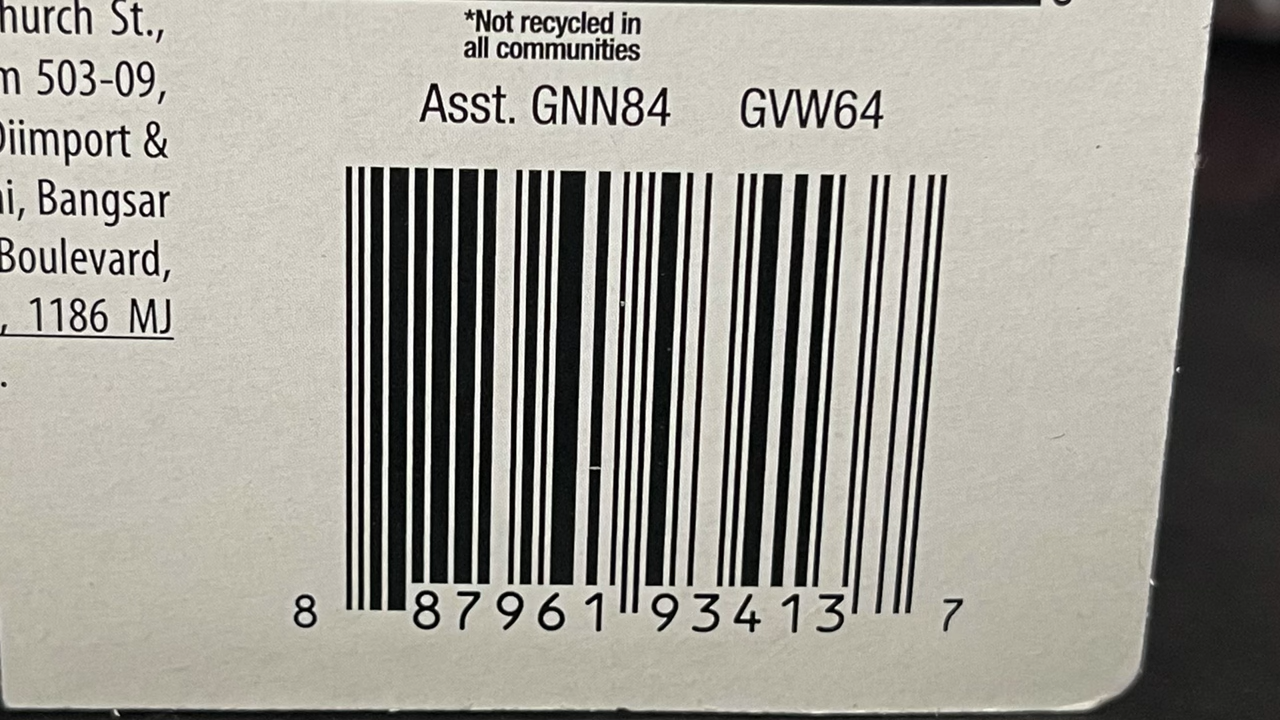 hurch St.,
m 503-09,
Diimport &
i, Bangsar
Boulevard,
, 1186 MJ
.
*Not recycled in
all communities
Asst. GNN84 GVW64
8 87961 93413 7